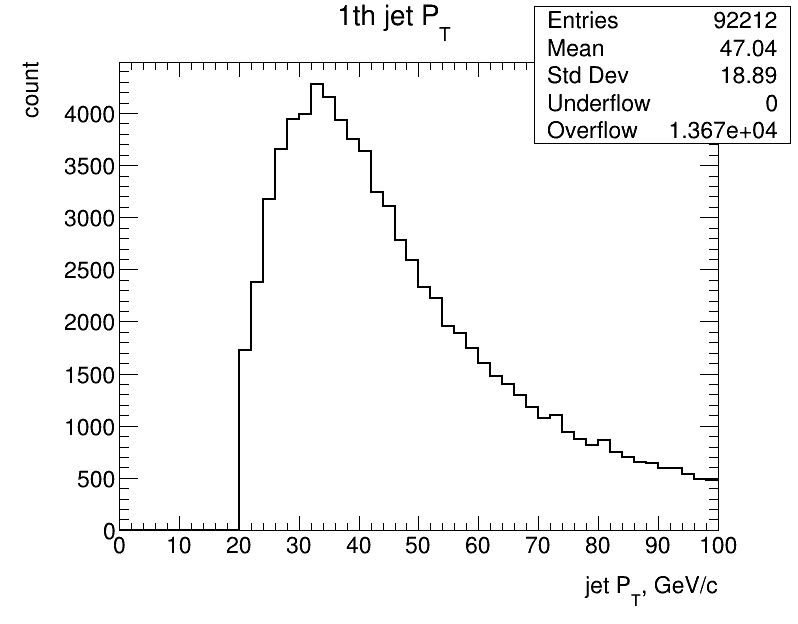 1th jet PT
Entries 92212
Mean 47.04
Std Dev 18.89
Underflow 0
Overflow 1.367e+04
count
4000
3500
3000
2500
2000
1500
1000
500
0
0 10 20 30 40 50 60 70 80 90 100
jet PT, GeV/c